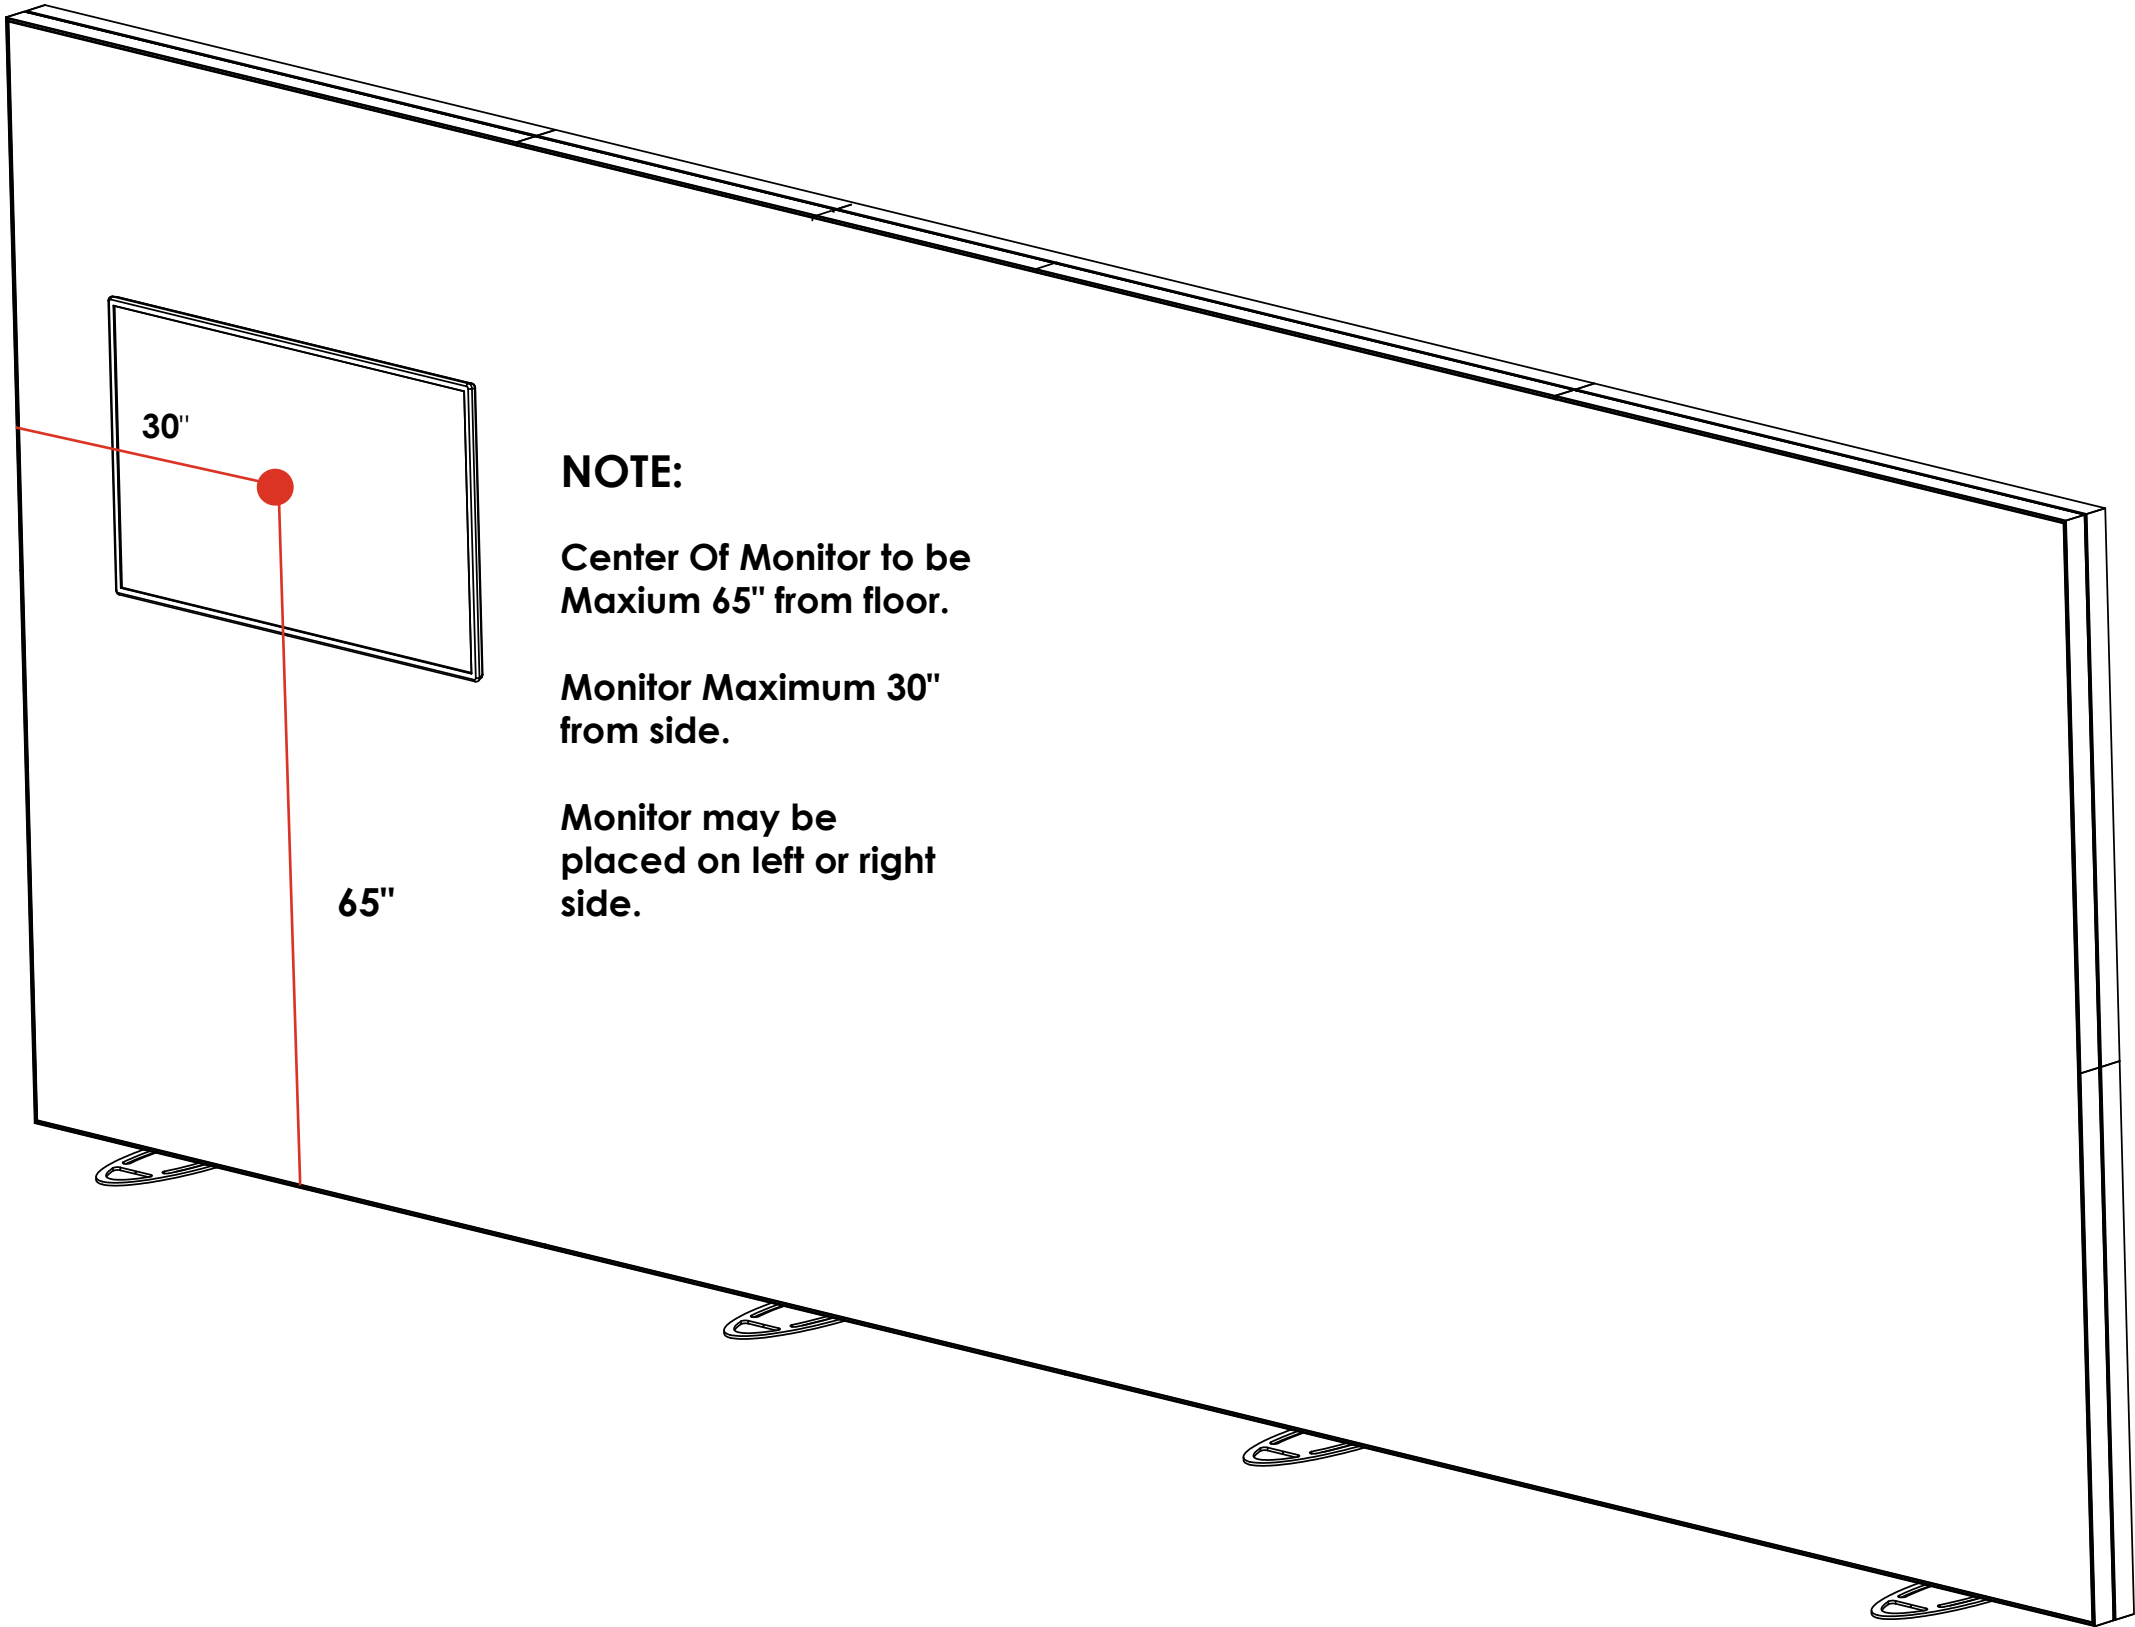 30"
NOTE:
Center Of Monitor to be
Maxium 65" from floor.
Monitor Maximum 30"
from side.
Monitor may be
placed on left or right
side.
65"